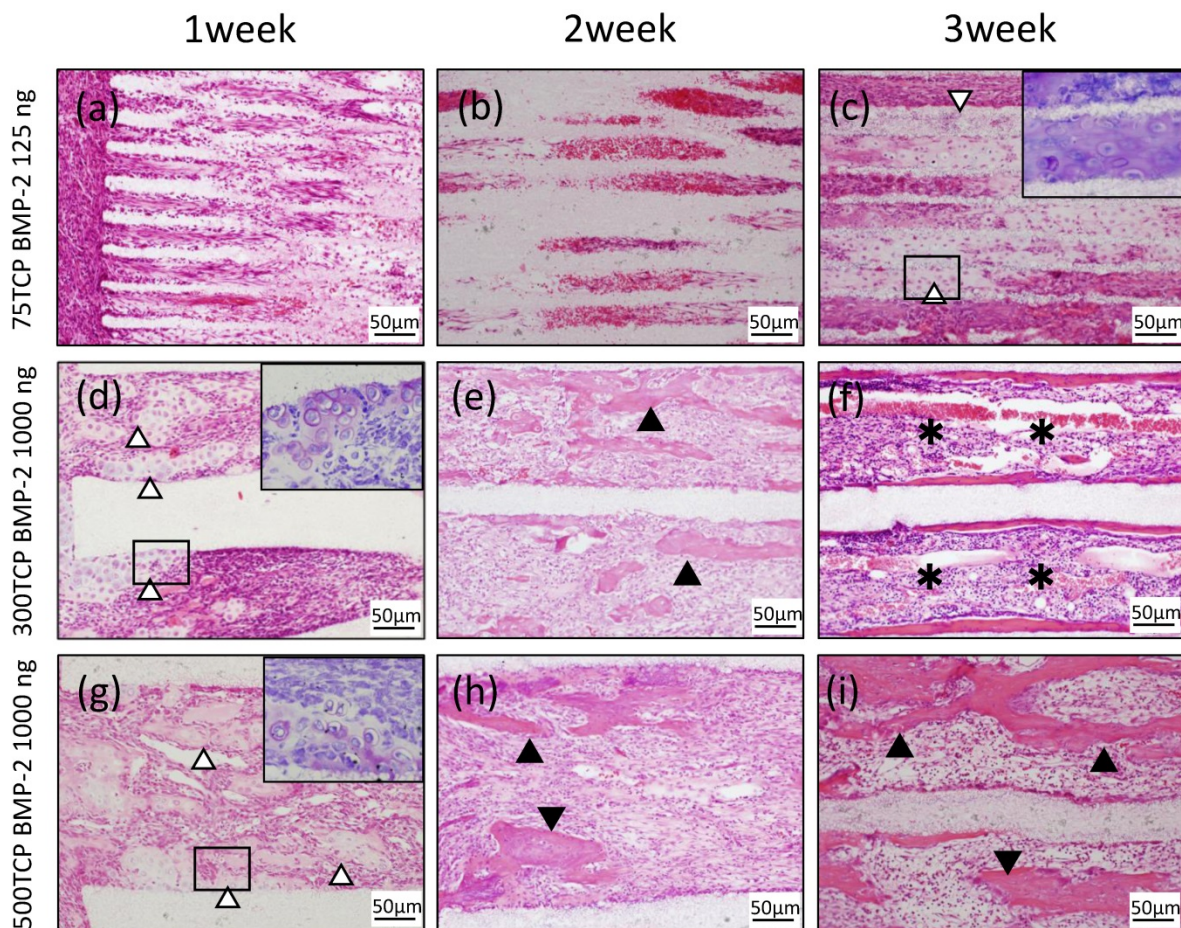 1week 2week 3week
75TCP BMP-2 125 ng
(a) (b) (c)
50μm 50μm 50μm
300TCP BMP-2 1000 ng
(d) (e) (f)
50μm 50μm 50μm
500TCP BMP-2 1000 ng
(g) (h) (i)
50μm 50μm 50μm